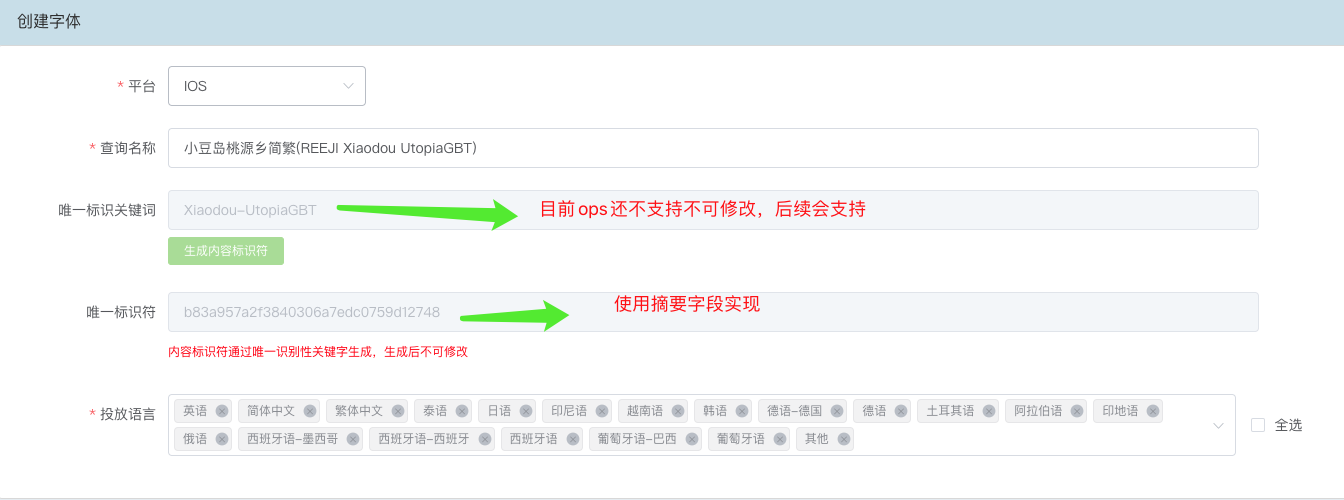 创建字体
* 平台 IOS
* 查询名称 小豆岛桃源乡简繁(REEJI Xiaodou UtopiaGBT)
唯一标识关键词 Xiaodou-UtopiaGBT 目前ops还不支持不可修改，后续会支持
生成内容标识符
唯一标识符 b83a957a2f3840306a7edc0759d12748 使用摘要字段实现
内容标识符通过唯一识别性关键字生成，生成后不可修改
* 投放语言 英语 简体中文 繁体中文 泰语 日语 印尼语 越南语 韩语 德语-德国 德语 土耳其语 阿拉伯语 印地语
俄语 西班牙语-墨西哥 西班牙语-西班牙 西班牙语 葡萄牙语-巴西 葡萄牙语 其他
全选